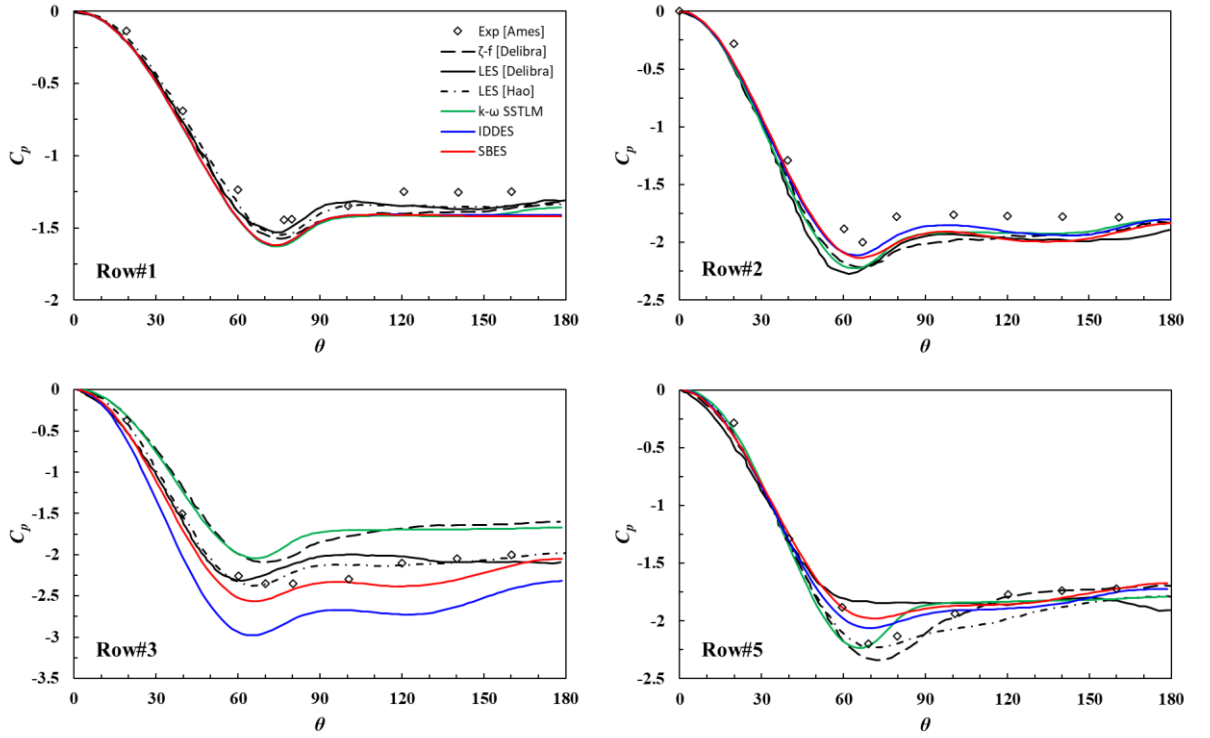 0
-0.5
-1
-1.5
-2
C_p
0 30 60 90 120 150 180
θ
Row#1
Exp [Ames]
ζ-f [Delibra]
LES [Delibra]
LES [Hao]
k-ω SSTLM
IDDES
SBES
0
-0.5
-1
-1.5
-2
-2.5
C_p
0 30 60 90 120 150 180
θ
Row#2
0
-0.5
-1
-1.5
-2
-2.5
-3
-3.5
C_p
0 30 60 90 120 150 180
θ
Row#3
0
-0.5
-1
-1.5
-2
-2.5
C_p
0 30 60 90 120 150 180
θ
Row#5